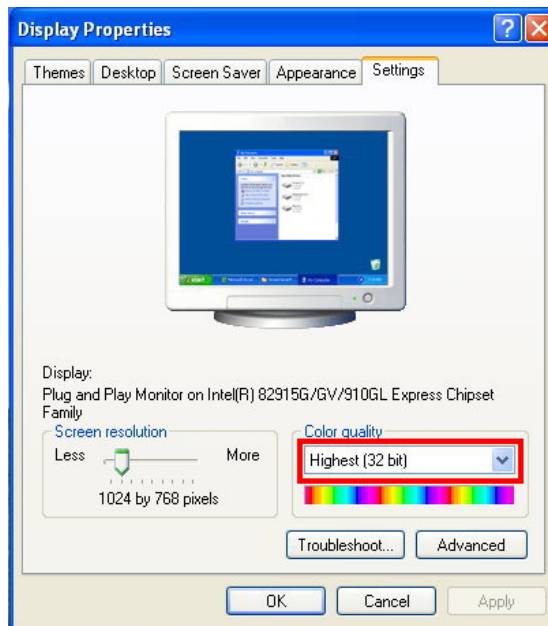 Display Properties
Themes Desktop Screen Saver Appearance Settings
Display:
Plug and Play Monitor on Intel(R) 82915G/GV/910GL Express Chipset
Family
Screen resolution
Less More
1024 by 768 pixels
Color quality
Highest (32 bit)
Troubleshoot... Advanced
OK Cancel Apply